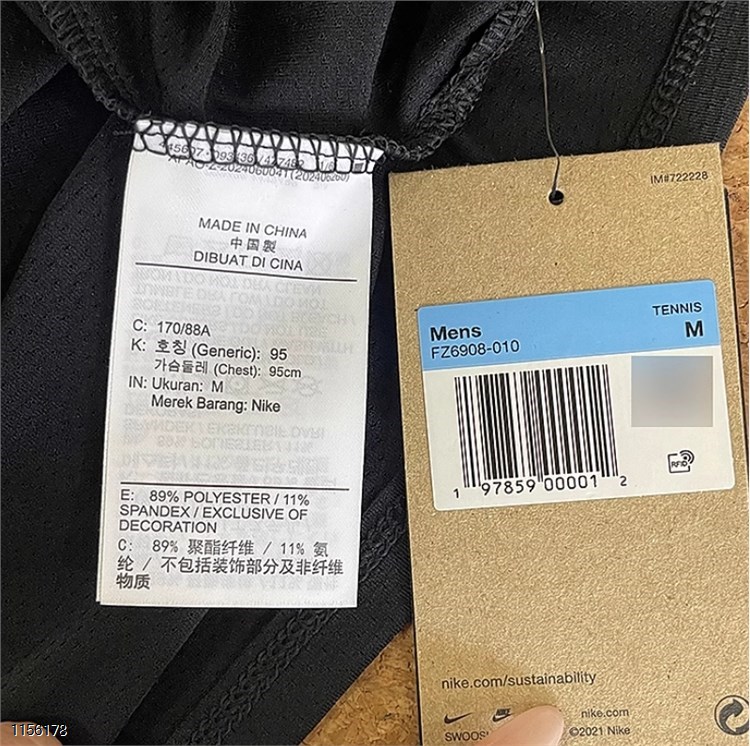 APAC-Z-2024060041(202406260)
MADE IN CHINA
中国製
DIBUAT DI CINA
C: 170/88A
K: 호칭 (Generic): 95
가슴둘레 (Chest): 95cm
IN: Ukuran: M
Merek Barang: Nike
E: 89% POLYESTER / 11%
SPANDEX / EXCLUSIVE OF
DECORATION
C: 89% 聚酯纤维 / 11% 氨
纶 / 不包括装饰部分及非纤维
物质
IM#722228
TENNIS
Mens
M
FZ6908-010
RFID
1 97859 00001 2
nike.com/sustainability
nike.com
©2021 Nike
1156178